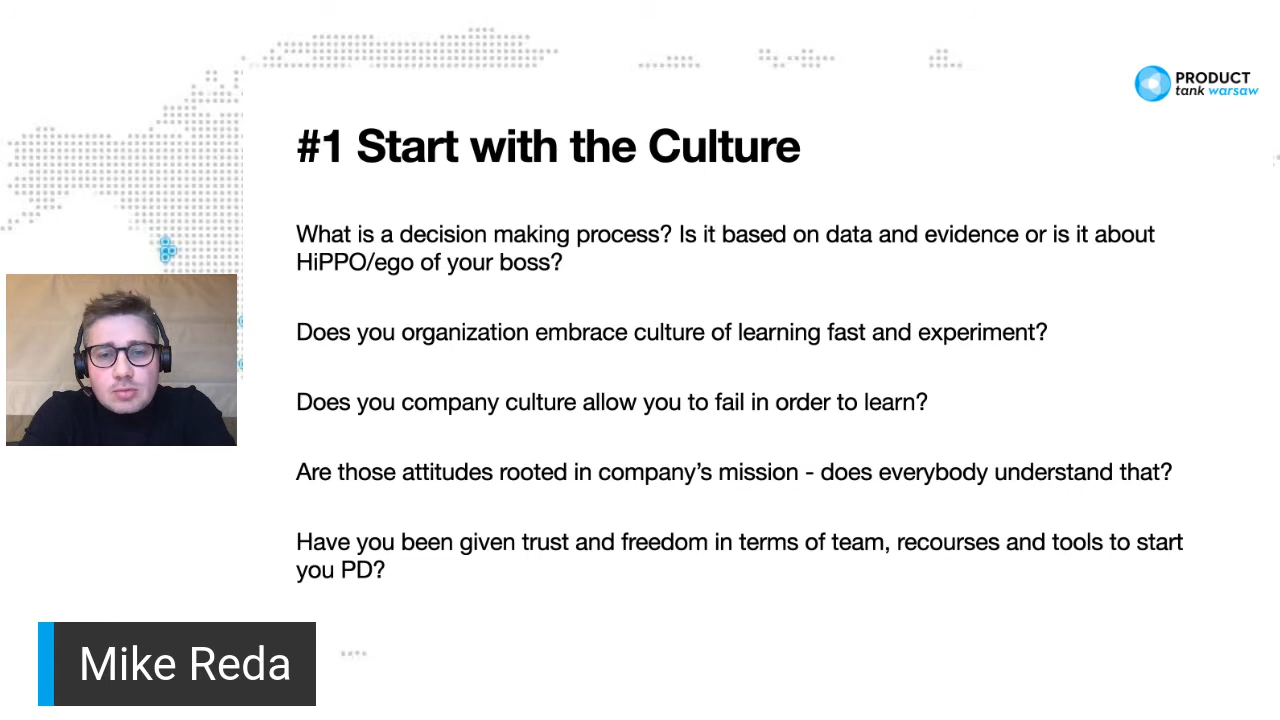 PRODUCT
tank warsaw
#1 Start with the Culture
What is a decision making process? Is it based on data and evidence or is it about
HiPPO/ego of your boss?
Does you organization embrace culture of learning fast and experiment?
Does you company culture allow you to fail in order to learn?
Are those attitudes rooted in company’s mission - does everybody understand that?
Have you been given trust and freedom in terms of team, recourses and tools to start
you PD?
Mike Reda